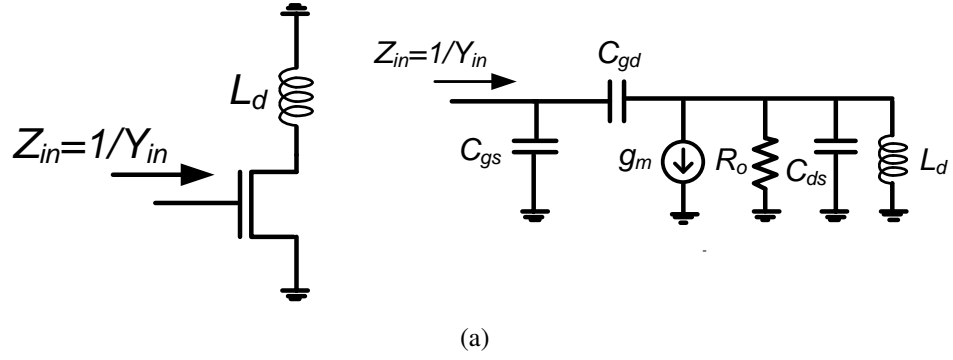 Z_in=1/Y_in
C_gd
L_d
Z_in=1/Y_in
C_gs
g_m
R_o
C_ds
L_d
(a)